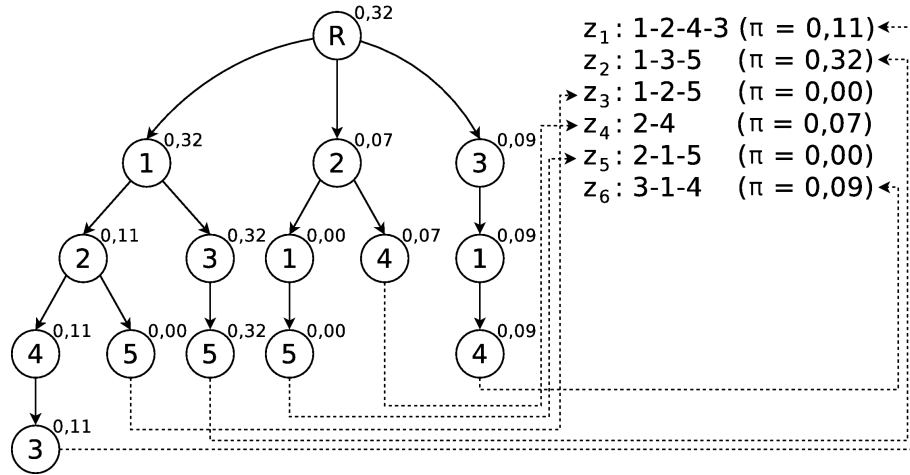 0,32
R
z1: 1-2-4-3 (π = 0,11)
z2: 1-3-5 (π = 0,32)
z3: 1-2-5 (π = 0,00)
z4: 2-4 (π = 0,07)
z5: 2-1-5 (π = 0,00)
z6: 3-1-4 (π = 0,09)
0,32 0,07 0,09
1 2 3
0,11 0,32 0,00 0,07 0,09
2 3 1 4 1
0,11 0,00 0,32 0,00 0,09
4 5 5 5 4
0,11
3